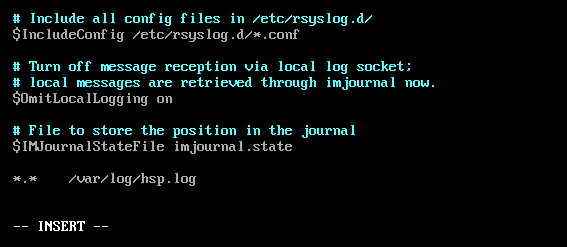 # Include all config files in /etc/rsyslog.d/
$IncludeConfig /etc/rsyslog.d/*.conf
# Turn off message reception via local log socket;
# local messages are retrieved through imjournal now.
$OmitLocalLogging on
# File to store the position in the journal
$IMJournalStateFile imjournal.state
*.*    /var/log/hsp.log
-- INSERT --